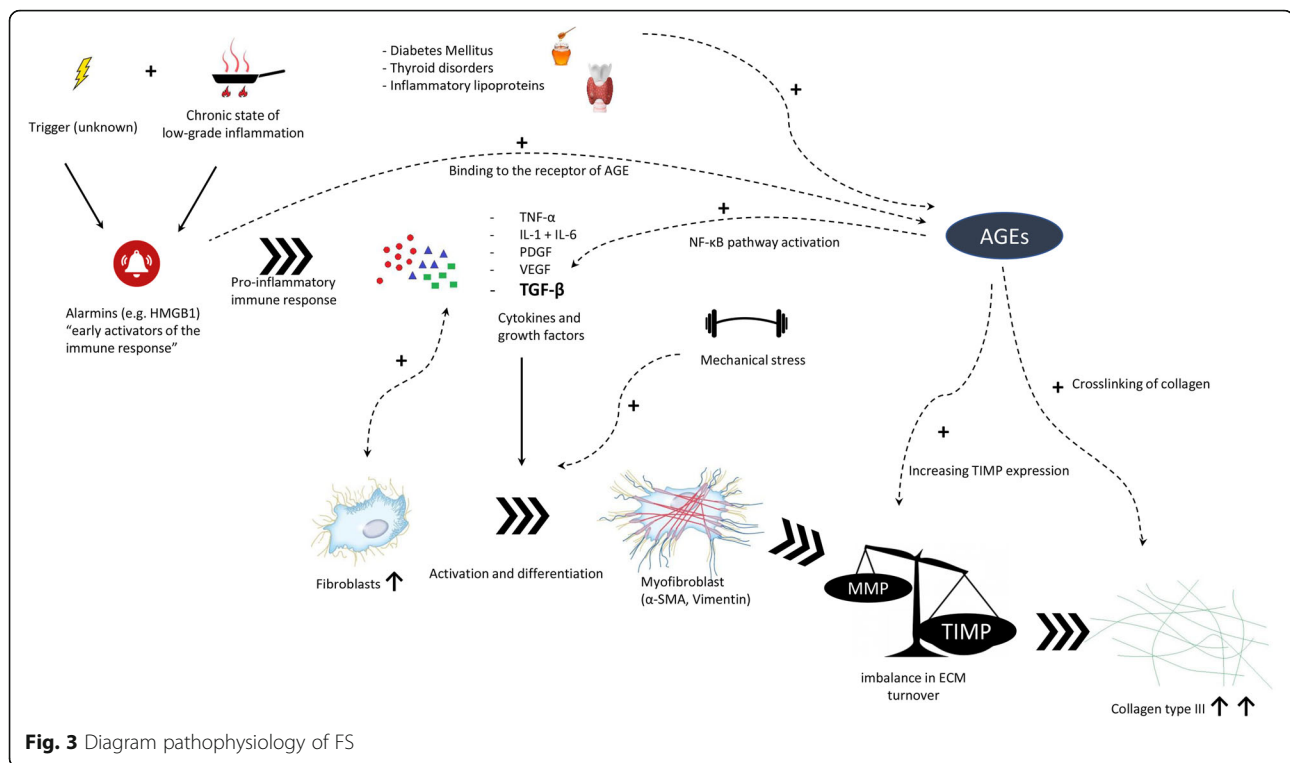 - Diabetes Mellitus
- Thyroid disorders
- Inflammatory lipoproteins
+
+
Trigger (unknown)
Chronic state of
low-grade inflammation
+
Binding to the receptor of AGE
- TNF-α
- IL-1 + IL-6
- PDGF
- VEGF
- TGF-β
+
NF-κB pathway activation
AGEs
Pro-inflammatory
immune response
Alarmins (e.g. HMGB1)
“early activators of the
immune response”
Cytokines and
growth factors
Mechanical stress
+
+
+ Crosslinking of collagen
+
Increasing TIMP expression
Fibroblasts ↑
Activation and differentiation
Myofibroblast
(α-SMA, Vimentin)
MMP
TIMP
imbalance in ECM
turnover
Collagen type III ↑ ↑
Fig. 3 Diagram pathophysiology of FS